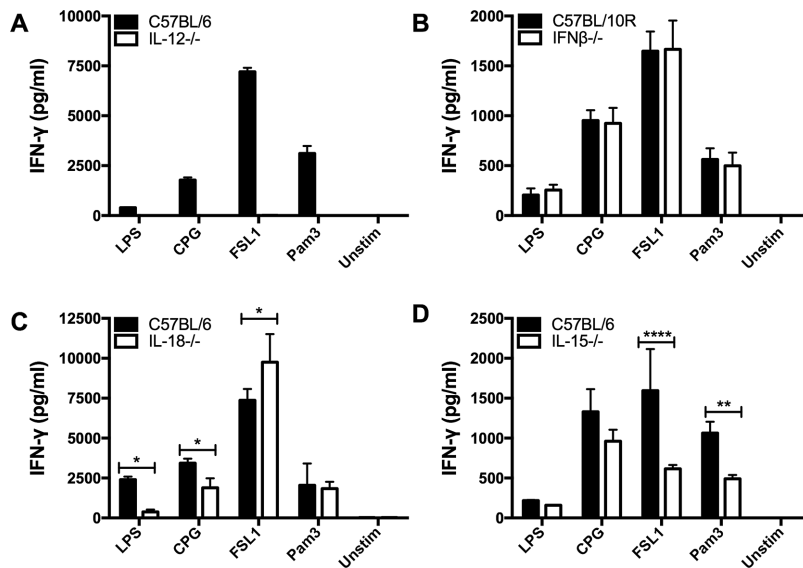 A
C57BL/6
IL-12-/-
IFN-γ (pg/ml)
10000
7500
5000
2500
0
LPS
CPG
FSL1
Pam3
Unstim
B
C57BL/10R
IFNβ-/-
IFN-γ (pg/ml)
2000
1500
1000
500
0
LPS
CPG
FSL1
Pam3
Unstim
C
C57BL/6
IL-18-/-
IFN-γ (pg/ml)
12500
10000
7500
5000
2500
0
*
*
*
LPS
CPG
FSL1
Pam3
Unstim
D
C57BL/6
IL-15-/-
IFN-γ (pg/ml)
2500
2000
1500
1000
500
0
****
**
LPS
CPG
FSL1
Pam3
Unstim